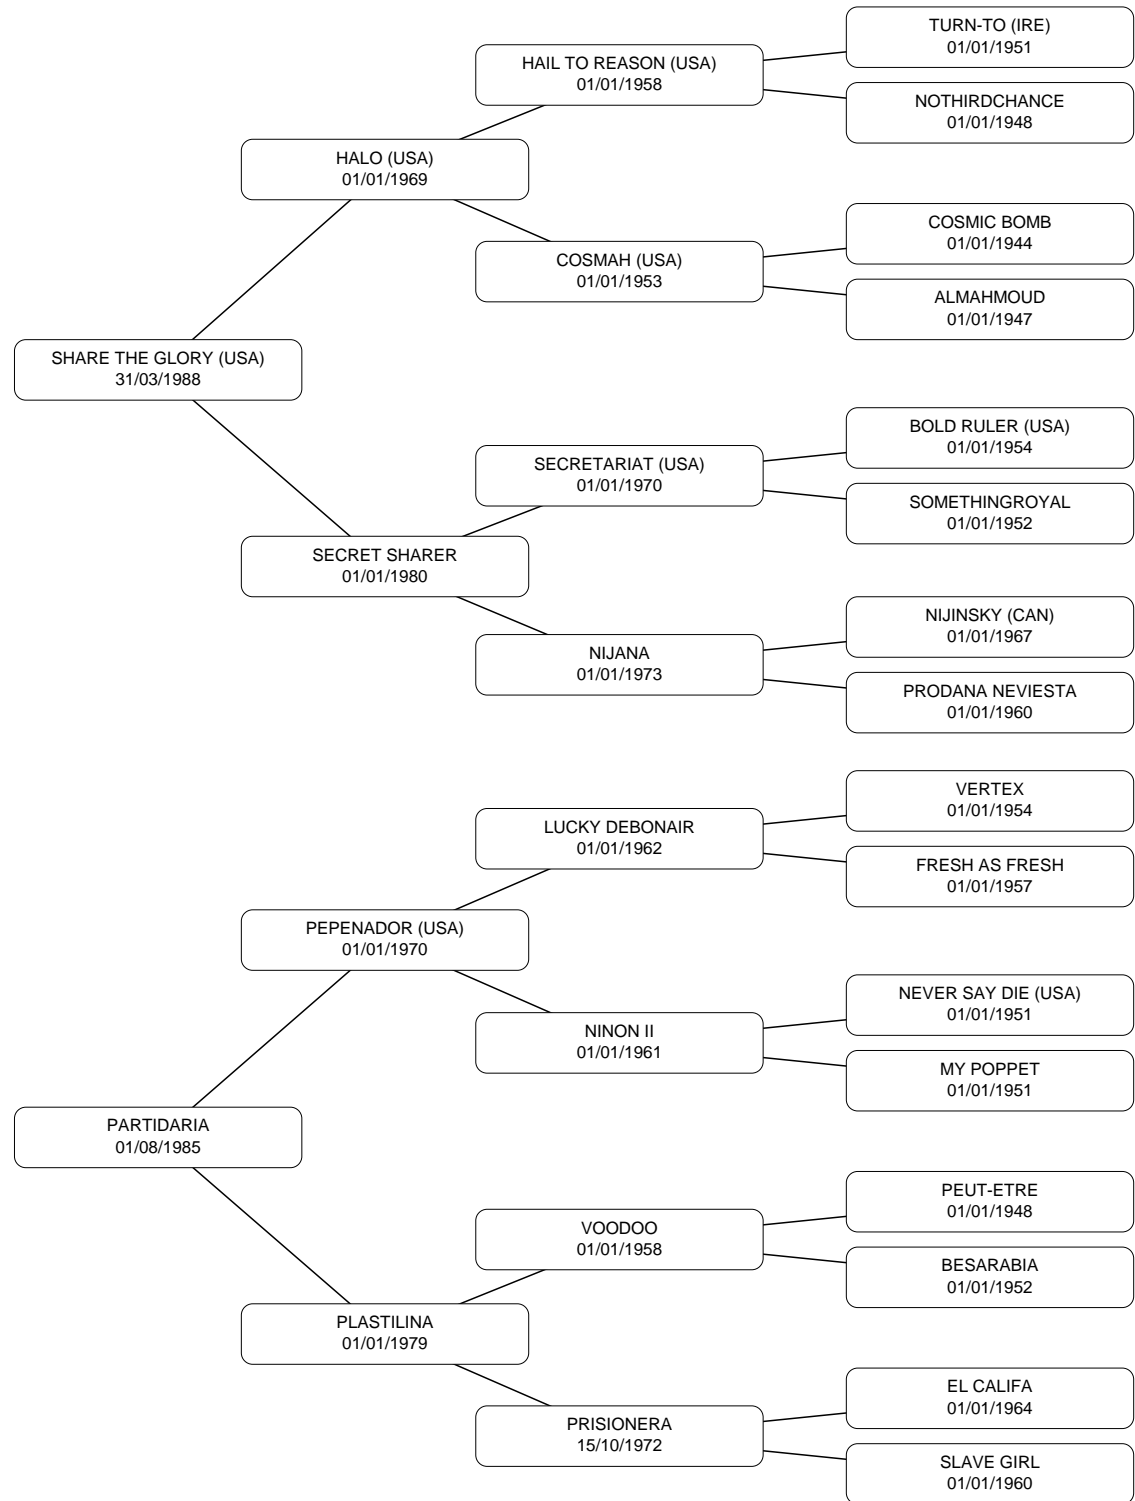 TURN-TO (IRE)
01/01/1951
HAIL TO REASON (USA)
01/01/1958
NOTHIRDCHANCE
01/01/1948
HALO (USA)
01/01/1969
COSMIC BOMB
01/01/1944
COSMAH (USA)
01/01/1953
ALMAHMOUD
01/01/1947
SHARE THE GLORY (USA)
31/03/1988
BOLD RULER (USA)
01/01/1954
SECRETARIAT (USA)
01/01/1970
SOMETHINGROYAL
01/01/1952
SECRET SHARER
01/01/1980
NIJINSKY (CAN)
01/01/1967
NIJANA
01/01/1973
PRODANA NEVIESTA
01/01/1960
VERTEX
01/01/1954
LUCKY DEBONAIR
01/01/1962
FRESH AS FRESH
01/01/1957
PEPENADOR (USA)
01/01/1970
NEVER SAY DIE (USA)
01/01/1951
NINON II
01/01/1961
MY POPPET
01/01/1951
PARTIDARIA
01/08/1985
PEUT-ETRE
01/01/1948
VOODOO
01/01/1958
BESARABIA
01/01/1952
PLASTILINA
01/01/1979
EL CALIFA
01/01/1964
PRISIONERA
15/10/1972
SLAVE GIRL
01/01/1960